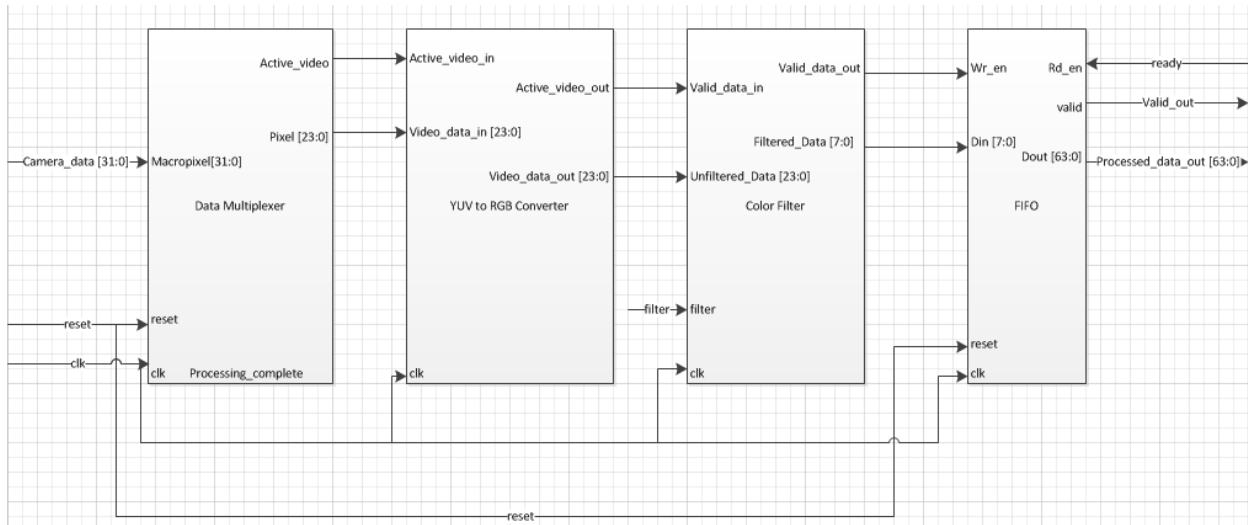 Active_video
Pixel [23:0]
Camera_data [31:0]
Macropixel[31:0]
Data Multiplexer
reset
reset
clk
clk
Processing_complete
Active_video_in
Active_video_out
Video_data_in [23:0]
Video_data_out [23:0]
YUV to RGB Converter
clk
Valid_data_out
Valid_data_in
Filtered_Data [7:0]
Unfiltered_Data [23:0]
Color Filter
filter
filter
clk
Wr_en
Rd_en
ready
valid
Valid_out
Din [7:0]
Dout [63:0]
Processed_data_out [63:0]
FIFO
reset
clk
reset